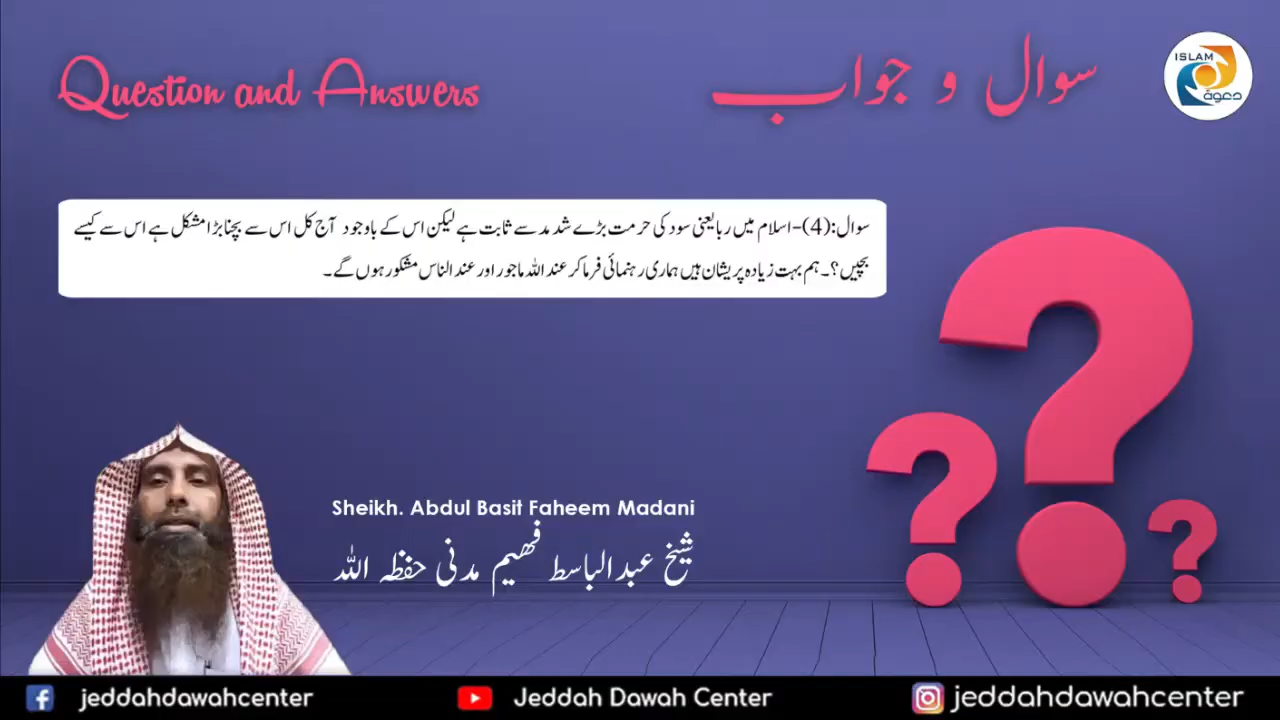 Question and Answers
سوال و جواب
ISLAM
دعوة
سوال:(4)-اسلام میں ربا یعنی سود کی حرمت بڑے شد مد سے ثابت ہے لیکن اس کے باوجود آج کل اس سے بچنا بڑا مشکل ہے اس سے کیسے
بچیں؟۔ہم بہت زیادہ پریشان ہیں ہماری رہنمائی فرما کر عند اللہ ماجور اور عند الناس مشکور ہوں گے۔
Sheikh. Abdul Basit Faheem Madani
شیخ عبدالباسط فہیم مدنی حفظہ اللہ
jeddahdawahcenter
Jeddah Dawah Center
jeddahdawahcenter